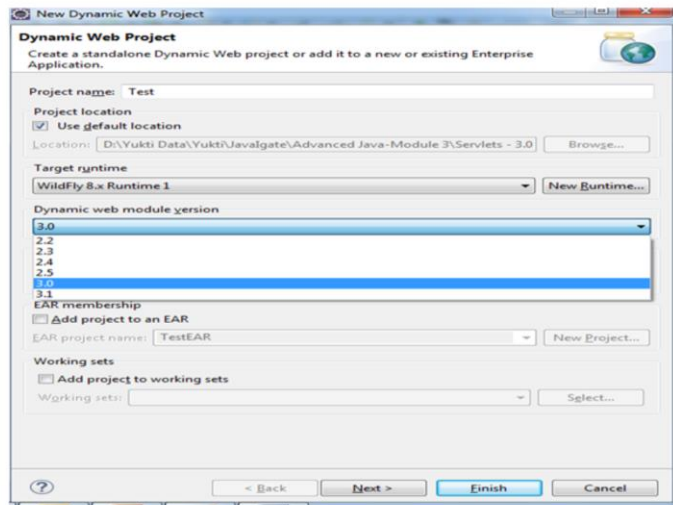 New Dynamic Web Project
Dynamic Web Project
Create a standalone Dynamic Web project or add it to a new or existing Enterprise
Application.
Project name: Test
Project location
Use default location
Location: D:\Yukti Data\Yukti\Javalgate\Advanced Java-Module 3\Servlets - 3.0 Browse...
Target runtime
WildFly 8.x Runtime 1 New Runtime...
Dynamic web module version
3.0
2.2
2.3
2.4
2.5
3.0
3.1
EAR membership
Add project to an EAR
EAR project name: TestEAR New Project...
Working sets
Add project to working sets
Working sets: Select...
? < Back Next > Finish Cancel